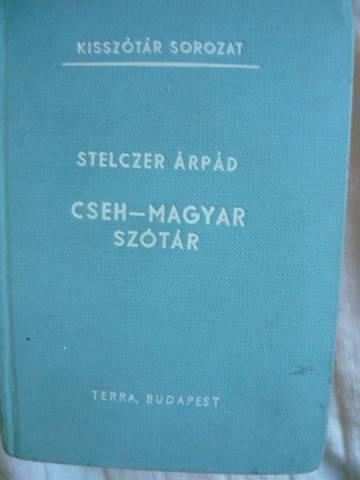 KISSZÓTÁR SOROZAT
STELCZER ÁRPÁD
CSEH—MAGYAR
SZÓTÁR
TERRA, BUDAPEST